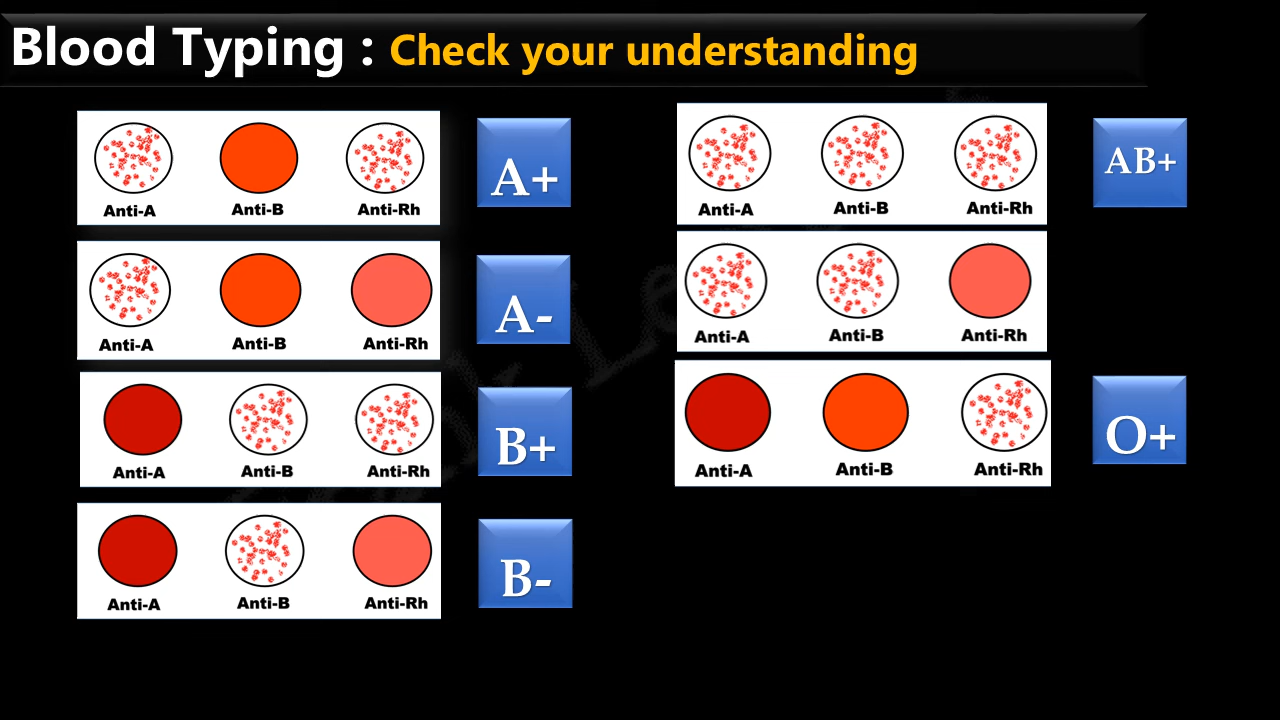 Blood Typing : Check your understanding
Anti-A Anti-B Anti-Rh
A+
Anti-A Anti-B Anti-Rh
A-
Anti-A Anti-B Anti-Rh
B+
Anti-A Anti-B Anti-Rh
B-
Anti-A Anti-B Anti-Rh
AB+
Anti-A Anti-B Anti-Rh
Anti-A Anti-B Anti-Rh
O+